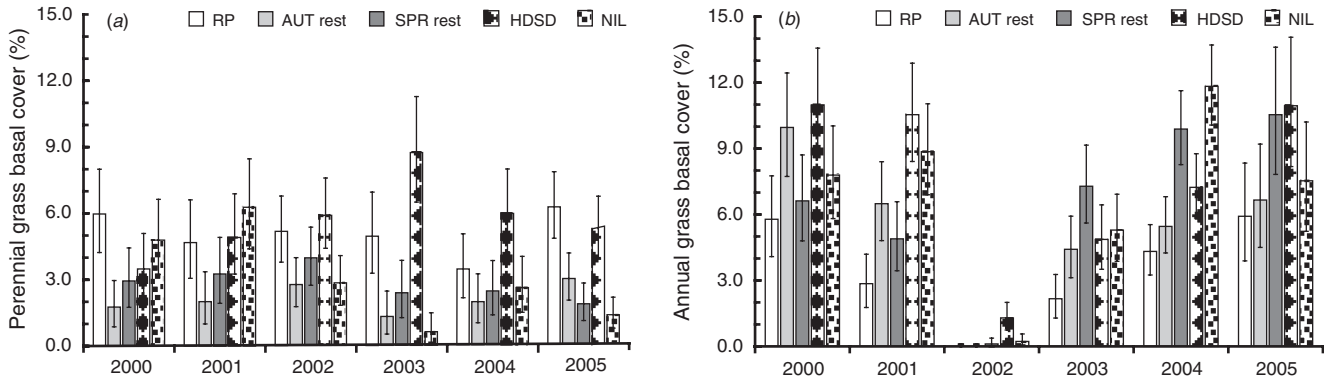 (a) RP AUT rest SPR rest HDSD NIL
Perennial grass basal cover (%)
15.0
12.0
9.0
6.0
3.0
0.0
2000 2001 2002 2003 2004 2005
(b) RP AUT rest SPR rest HDSD NIL
Annual grass basal cover (%)
15.0
12.0
9.0
6.0
3.0
0.0
2000 2001 2002 2003 2004 2005